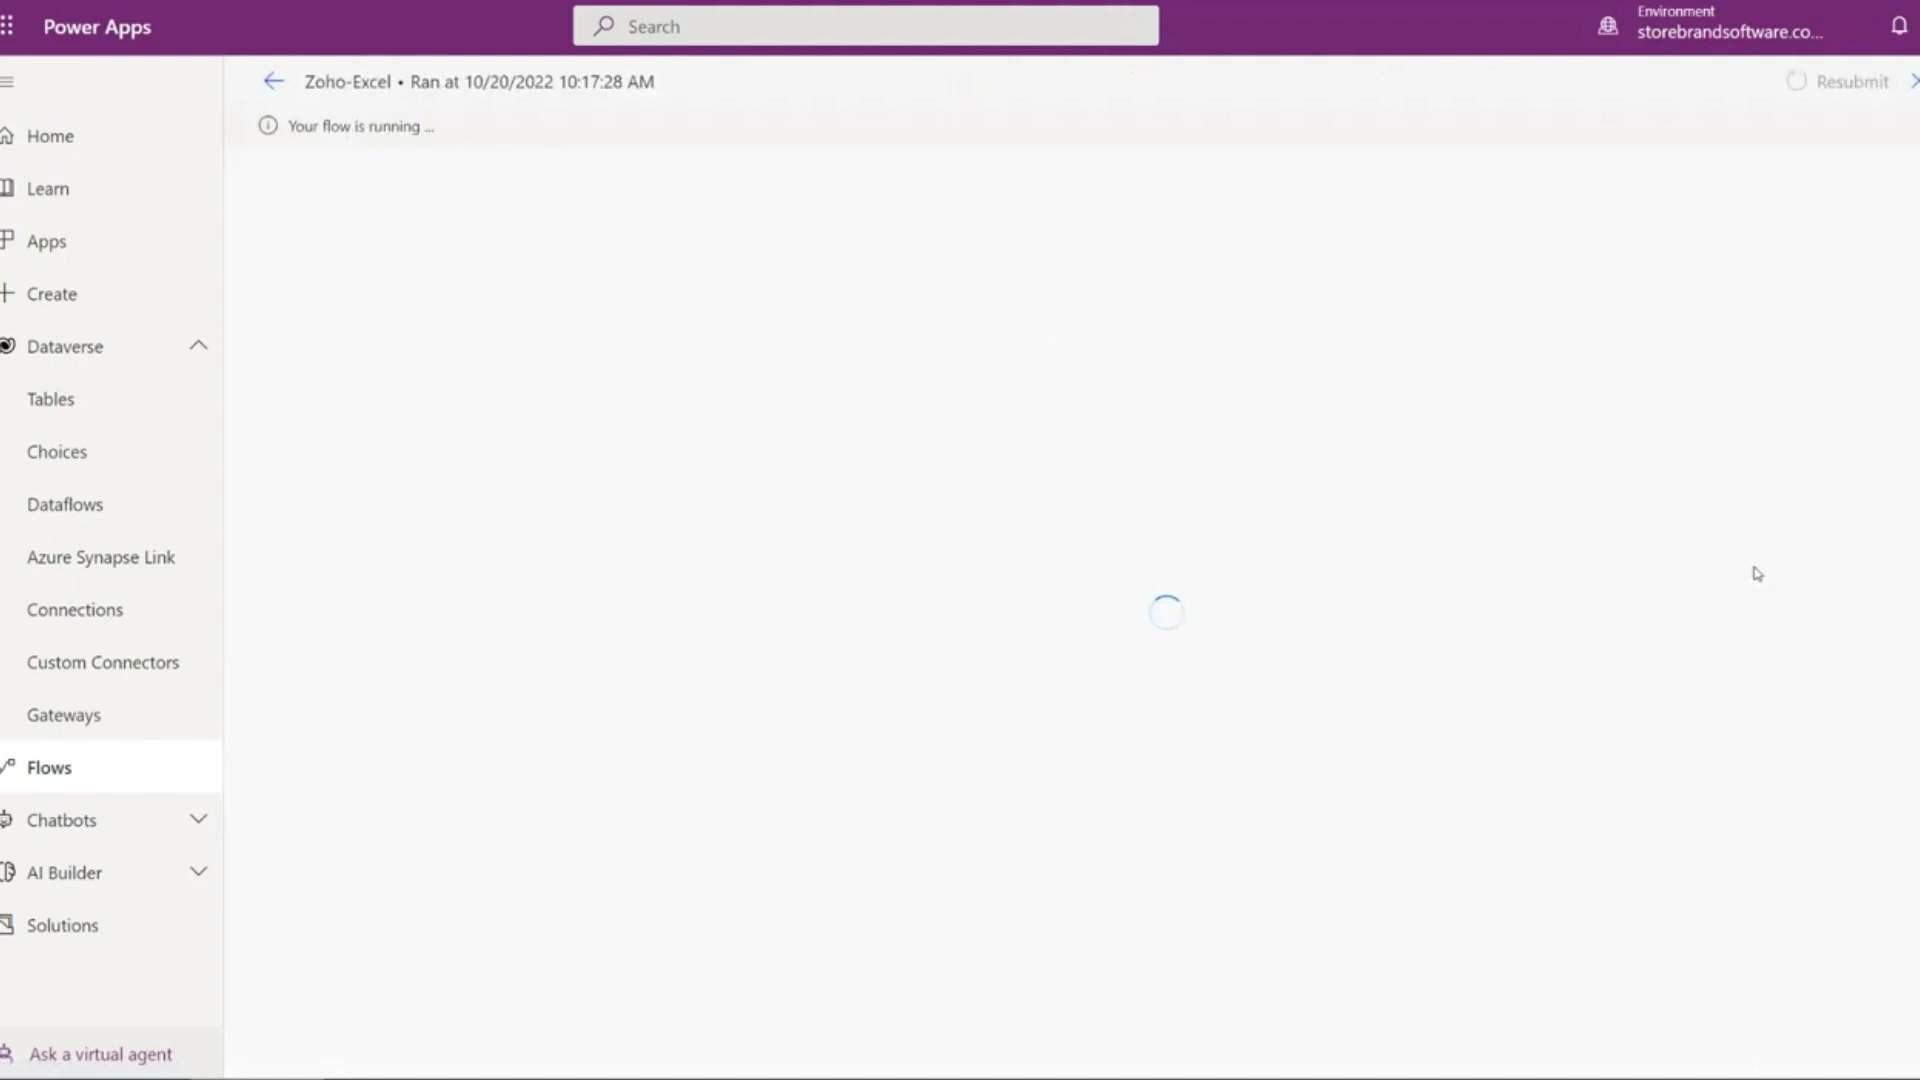 Power Apps
Search
Environment
storebrandsoftware.co...
Zoho-Excel • Ran at 10/20/2022 10:17:28 AM
Resubmit
Your flow is running ...
Home
Learn
Apps
Create
Dataverse
Tables
Choices
Dataflows
Azure Synapse Link
Connections
Custom Connectors
Gateways
Flows
Chatbots
AI Builder
Solutions
Ask a virtual agent